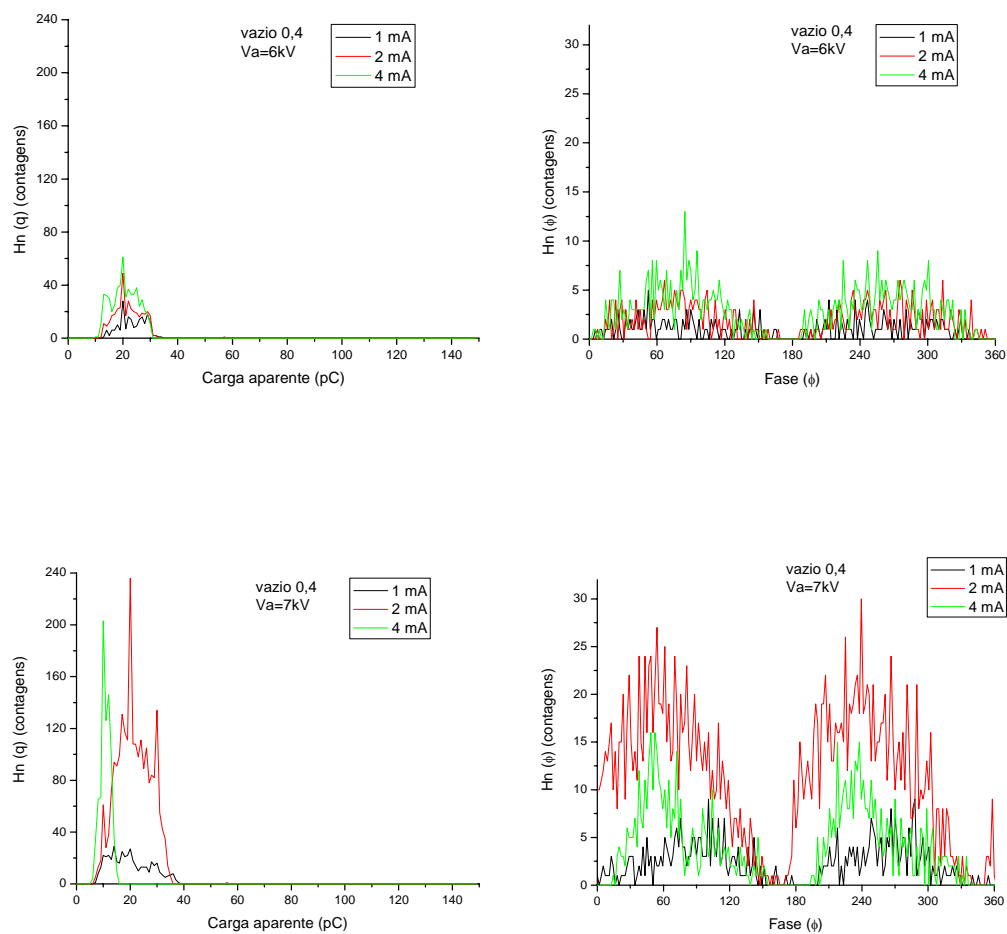 vazio 0,4
Va=6kV
1 mA
2 mA
4 mA
240
200
160
120
80
40
0
0 20 40 60 80 100 120 140
Hn (q) (contagens)
Carga aparente (pC)
vazio 0,4
Va=6kV
1 mA
2 mA
4 mA
30
25
20
15
10
5
0
0 60 120 180 240 300 360
Hn (ϕ) (contagens)
Fase (ϕ)
vazio 0,4
Va=7kV
1 mA
2 mA
4 mA
240
200
160
120
80
40
0
0 20 40 60 80 100 120 140
Hn (q) (contagens)
Carga aparente (pC)
vazio 0,4
Va=7kV
1 mA
2 mA
4 mA
30
25
20
15
10
5
0
0 60 120 180 240 300 360
Hn (ϕ) (contagens)
Fase (ϕ)